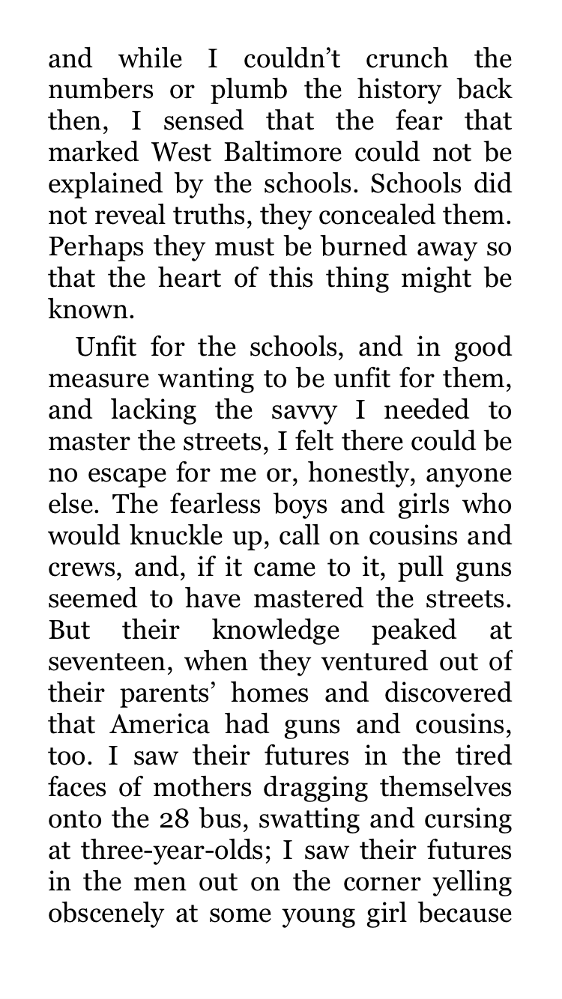 and while I couldn’t crunch the
numbers or plumb the history back
then, I sensed that the fear that
marked West Baltimore could not be
explained by the schools. Schools did
not reveal truths, they concealed them.
Perhaps they must be burned away so
that the heart of this thing might be
known.
Unfit for the schools, and in good
measure wanting to be unfit for them,
and lacking the savvy I needed to
master the streets, I felt there could be
no escape for me or, honestly, anyone
else. The fearless boys and girls who
would knuckle up, call on cousins and
crews, and, if it came to it, pull guns
seemed to have mastered the streets.
But their knowledge peaked at
seventeen, when they ventured out of
their parents’ homes and discovered
that America had guns and cousins,
too. I saw their futures in the tired
faces of mothers dragging themselves
onto the 28 bus, swatting and cursing
at three-year-olds; I saw their futures
in the men out on the corner yelling
obscenely at some young girl because